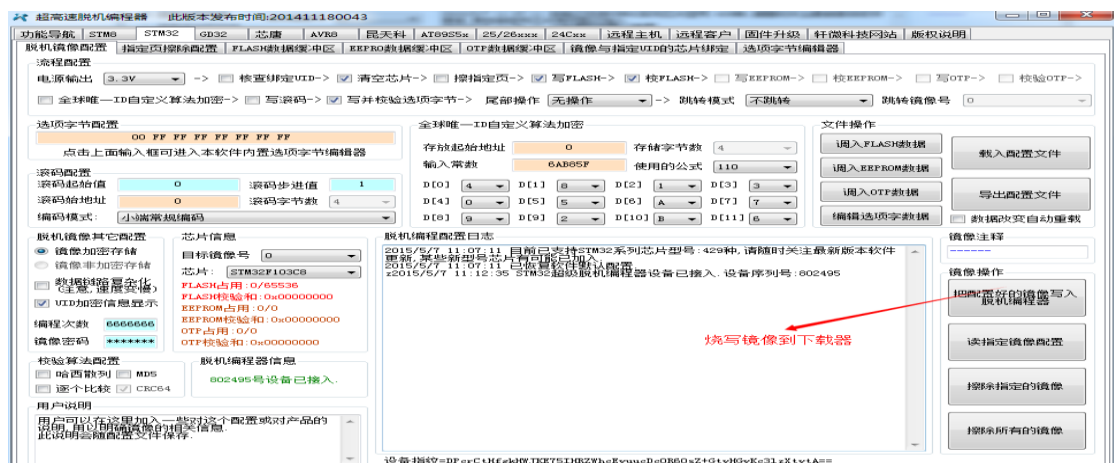 超高速脱机编程器 此版本发布时间:201411180043
功能导航 STM8 STM32 GD32 芯唐 AVR8 昆天科 AT89S5x 25/26xxx 24Cxx 远程主机 远程客户 固件升级 轩微科技网站 版权说明
脱机镜像配置 指定页擦除配置 FLASH数据缓冲区 EEPRO数据缓冲区 OTP数据缓冲区 镜像与指定UID的芯片绑定 选项字节编辑器
流程配置
电源输出 3.3V -> 核查绑定UID-> 清空芯片-> 擦指定页-> 写FLASH-> 校FLASH-> 写EEPROM-> 校EEPROM-> 写OTP-> 校验OTP->
全球唯一ID自定义算法加密-> 写滚码-> 写并校验选项字节-> 尾部操作 无操作 -> 跳转模式 不跳转 跳转镜像号 0
选项字节配置
00 FF FF FF FF FF FF FF
点击上面输入框可进入本软件内置选项字节编辑器
滚码配置
滚码起始值 0 滚码步进值 1
滚码始地址 0 滚码字节数 4
编码模式: 小端常规编码
全球唯一ID自定义算法加密
存放起始地址 0 存储字节数 4
输入常数 6AB85F 使用的公式 110
D[0] 4 D[1] 8 D[2] 1 D[3] 3
D[4] 0 D[5] 5 D[6] A D[7] 7
D[8] 9 D[9] 2 D[10] B D[11] 6
文件操作
调入FLASH数据
调入EEPROM数据
调入OTP数据
编辑选项字数据
载入配置文件
导出配置文件
数据改变自动重载
脱机镜像其它配置
镜像加密存储
镜像非加密存储
数据链路复杂化
(注意,速度变慢)
UID加密信息显示
编程次数 6666666
镜像密码 *******
芯片信息
目标镜像号 0
芯片: STM32F103C8
FLASH占用:0/65536
FLASH校验和:0x00000000
EEPROM占用:0/0
EEPROM校验和:0x00000000
OTP占用:0/0
OTP校验和:0x00000000
脱机编程配置日志
2015/5/7 11:07:11 目前已支持STM32系列芯片型号:429种,请随时关注最新版本软件
更新,某些新型号芯片有可能已加入.
2015/5/7 11:07:11 已恢复软件默认配置
z2015/5/7 11:12:35 STM32超级脱机编程器设备已接入.设备序列号:802495
烧写镜像到下载器
镜像注释
------
镜像操作
把配置好的镜像写入
脱机编程器
读指定镜像配置
擦除指定的镜像
擦除所有的镜像
校验算法配置
哈西散列 MD5
逐个比较 CRC64
脱机编程器信息
802495号设备已接入.
用户说明
用户可以在这里加入一些对这个配置或对产品的
说明,用以明确镜像的相关信息.
此说明会随配置文件保存.